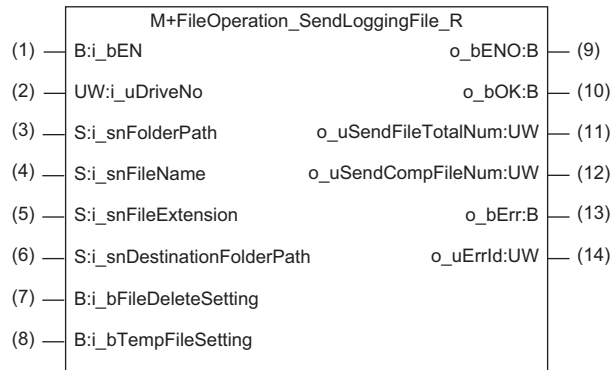 M+FileOperation_SendLoggingFile_R
(1) B:i_bEN o_bENO:B (9)
(2) UW:i_uDriveNo o_bOK:B (10)
(3) S:i_snFolderPath o_uSendFileTotalNum:UW (11)
(4) S:i_snFileName o_uSendCompFileNum:UW (12)
(5) S:i_snFileExtension o_bErr:B (13)
(6) S:i_snDestinationFolderPath o_uErrId:UW (14)
(7) B:i_bFileDeleteSetting
(8) B:i_bTempFileSetting